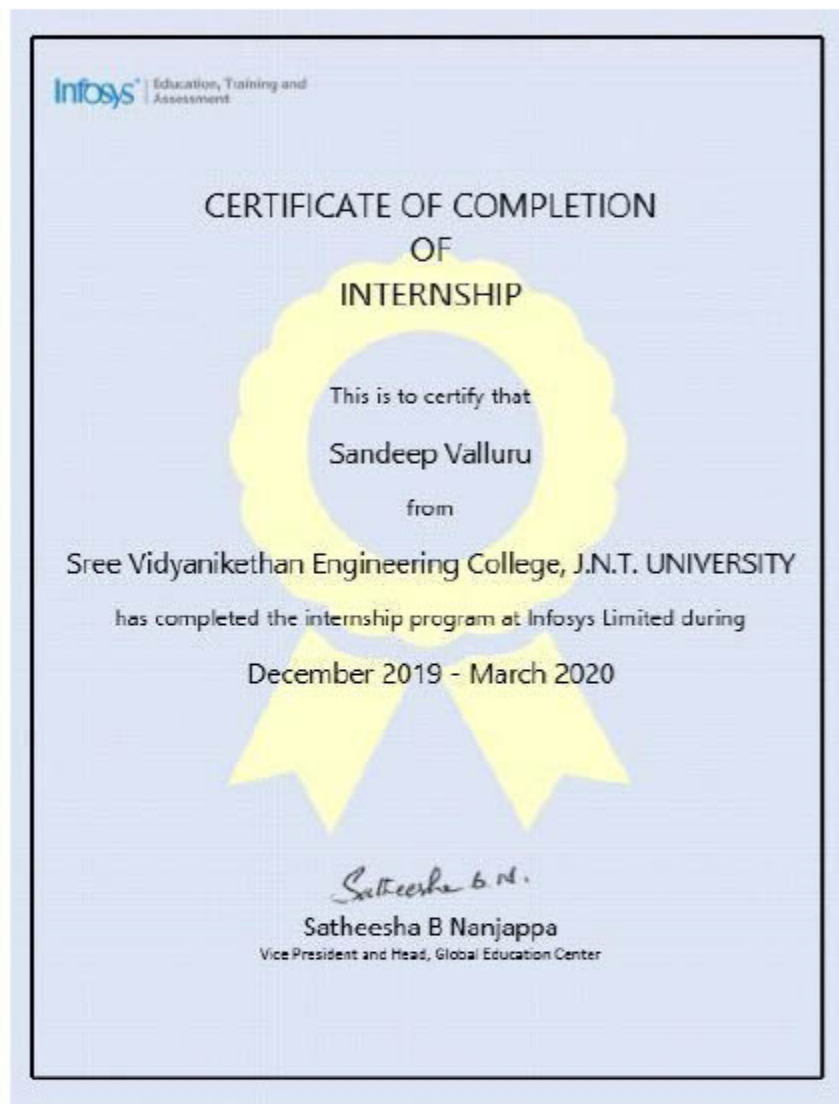 Infosys | Education, Training and
Assessment
CERTIFICATE OF COMPLETION
OF
INTERNSHIP
This is to certify that
Sandeep Valluru
from
Sree Vidyanikethan Engineering College, J.N.T. UNIVERSITY
has completed the internship program at Infosys Limited during
December 2019 - March 2020
Satheesha B N.
Satheesha B Nanjappa
Vice President and Head, Global Education Center